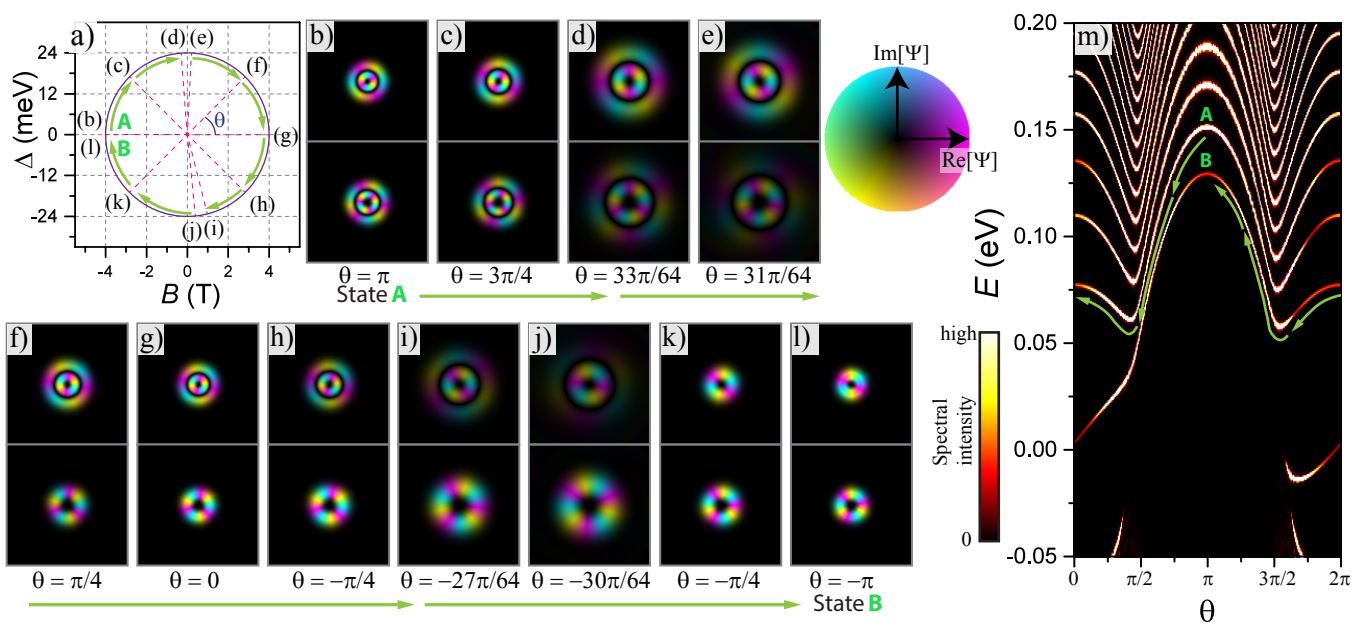 a)
(d) (e)
(c)
(f)
(b)
A
θ
(g)
(l)
B
(k)
(h)
(j)
(i)
Δ (meV)
24
12
0
-12
-24
-4 -2 0 2 4
B (T)
b) c) d) e)
θ = π θ = 3π/4 θ = 33π/64 θ = 31π/64
State A
Im[Ψ]
Re[Ψ]
f) g) h) i) j) k) l)
θ = π/4 θ = 0 θ = −π/4 θ = −27π/64 θ = −30π/64 θ = −π/4 θ = −π
State B
m)
A
B
E (eV)
0.20
0.15
0.10
0.05
0.00
-0.05
0 π/2 π 3π/2 2π
θ
high
Spectral
intensity
0